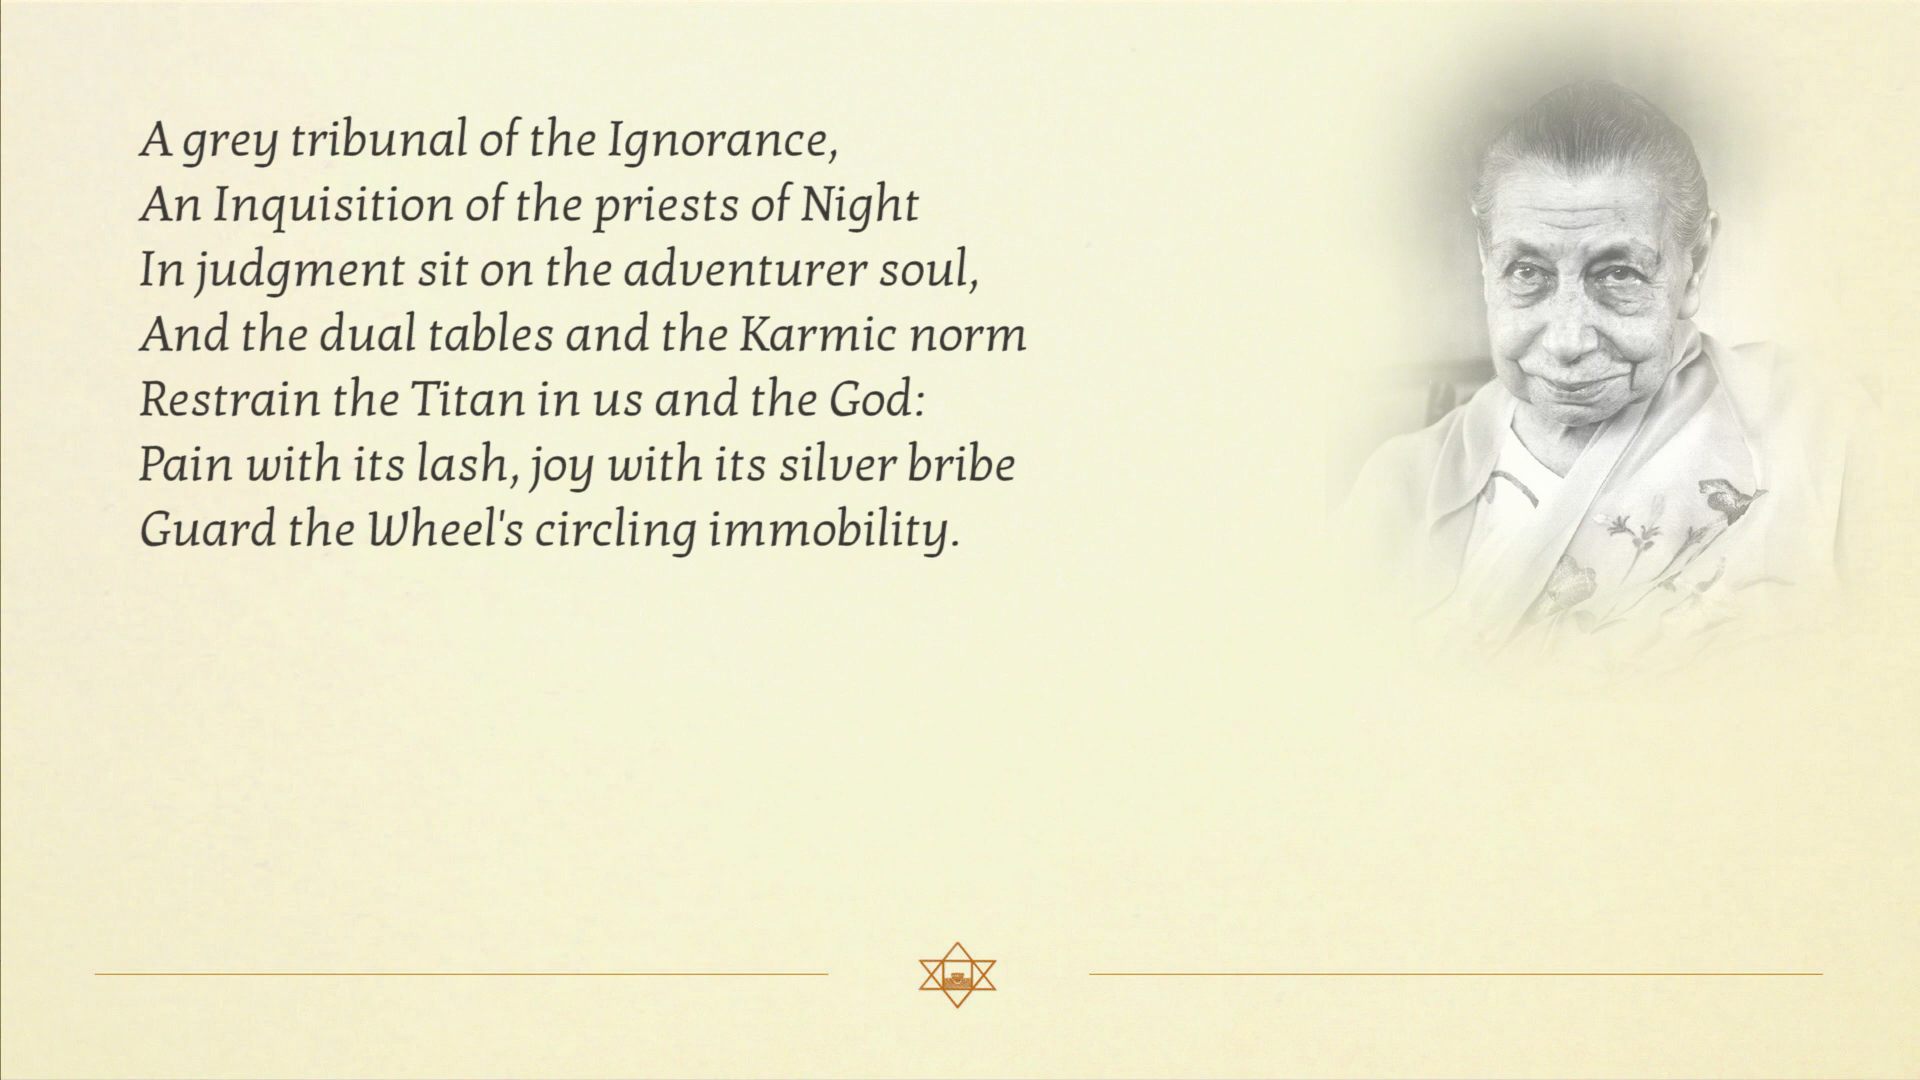 A grey tribunal of the Ignorance,
An Inquisition of the priests of Night
In judgment sit on the adventurer soul,
And the dual tables and the Karmic norm
Restrain the Titan in us and the God:
Pain with its lash, joy with its silver bribe
Guard the Wheel's circling immobility.